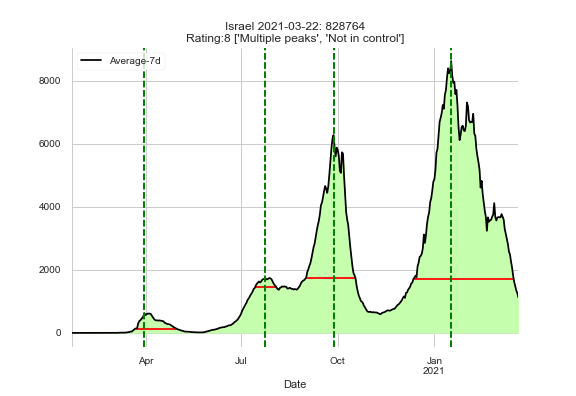 Israel 2021-03-22: 828764
Rating:8 ['Multiple peaks', 'Not in control']
Average-7d
8000
6000
4000
2000
0
Apr
Jul
Oct
Jan
2021
Date